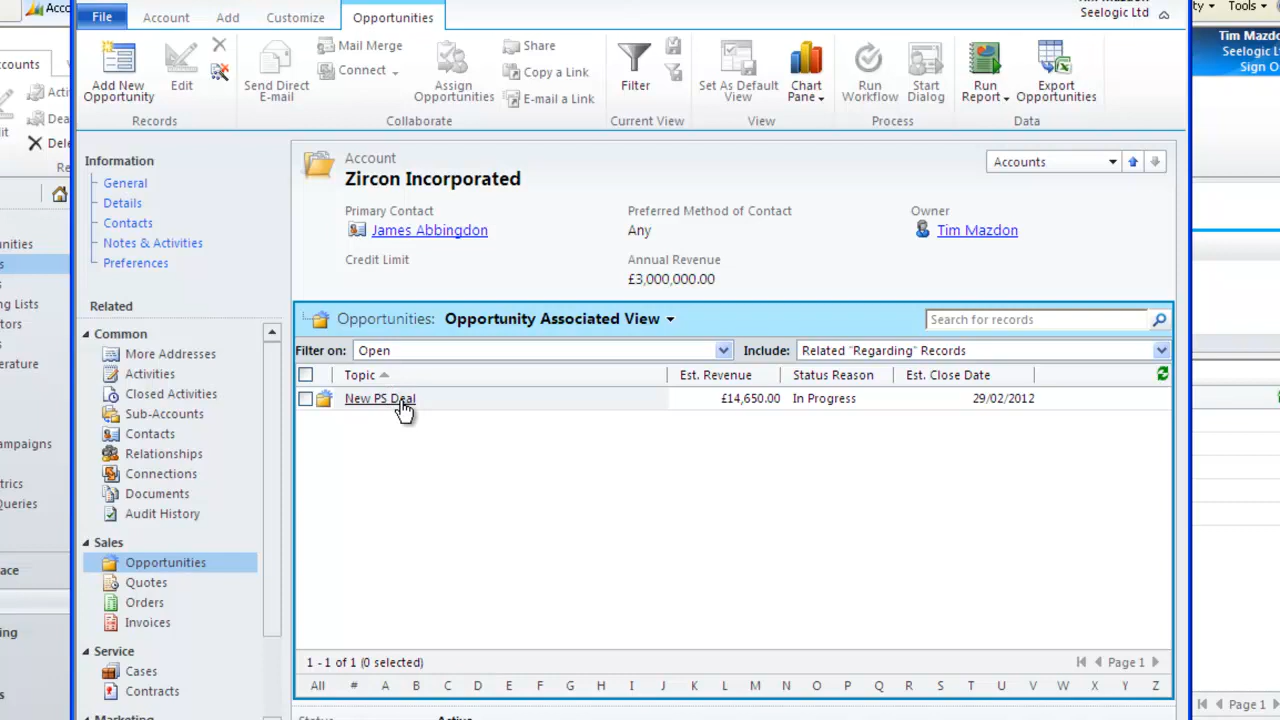 Acco
File
Account
Add
Customize
Opportunities
Seelogic Ltd
Tools
Tim Mazdo
Seelogic L
Sign O
counts
Add New Opportunity
Edit
Send Direct E-mail
Mail Merge
Connect
Assign Opportunities
Share
Copy a Link
E-mail a Link
Filter
Set As Default View
Chart Pane
Run Workflow
Start Dialog
Run Report
Export Opportunities
Records
Collaborate
Current View
View
Process
Data
Acti
Dea
Dele
Re
Information
General
Details
Contacts
Notes & Activities
Preferences
Account
Zircon Incorporated
Accounts
Primary Contact
Preferred Method of Contact
Owner
James Abbingdon
Any
Tim Mazdon
Credit Limit
Annual Revenue
£3,000,000.00
Related
Common
More Addresses
Activities
Closed Activities
Sub-Accounts
Contacts
Relationships
Connections
Documents
Audit History
Sales
Opportunities
Quotes
Orders
Invoices
Service
Cases
Contracts
Marketing
Opportunities: Opportunity Associated View
Search for records
Filter on: Open
Include: Related "Regarding" Records
Topic
Est. Revenue
Status Reason
Est. Close Date
New PS Deal
£14,650.00
In Progress
29/02/2012
1 - 1 of 1 (0 selected)
Page 1
All # A B C D E F G H I J K L M N O P Q R S T U V W X Y Z
Status
Active
nities
s
ng Lists
tors
erature
ampaigns
trics
Queries
ace
ing
s
Page 1